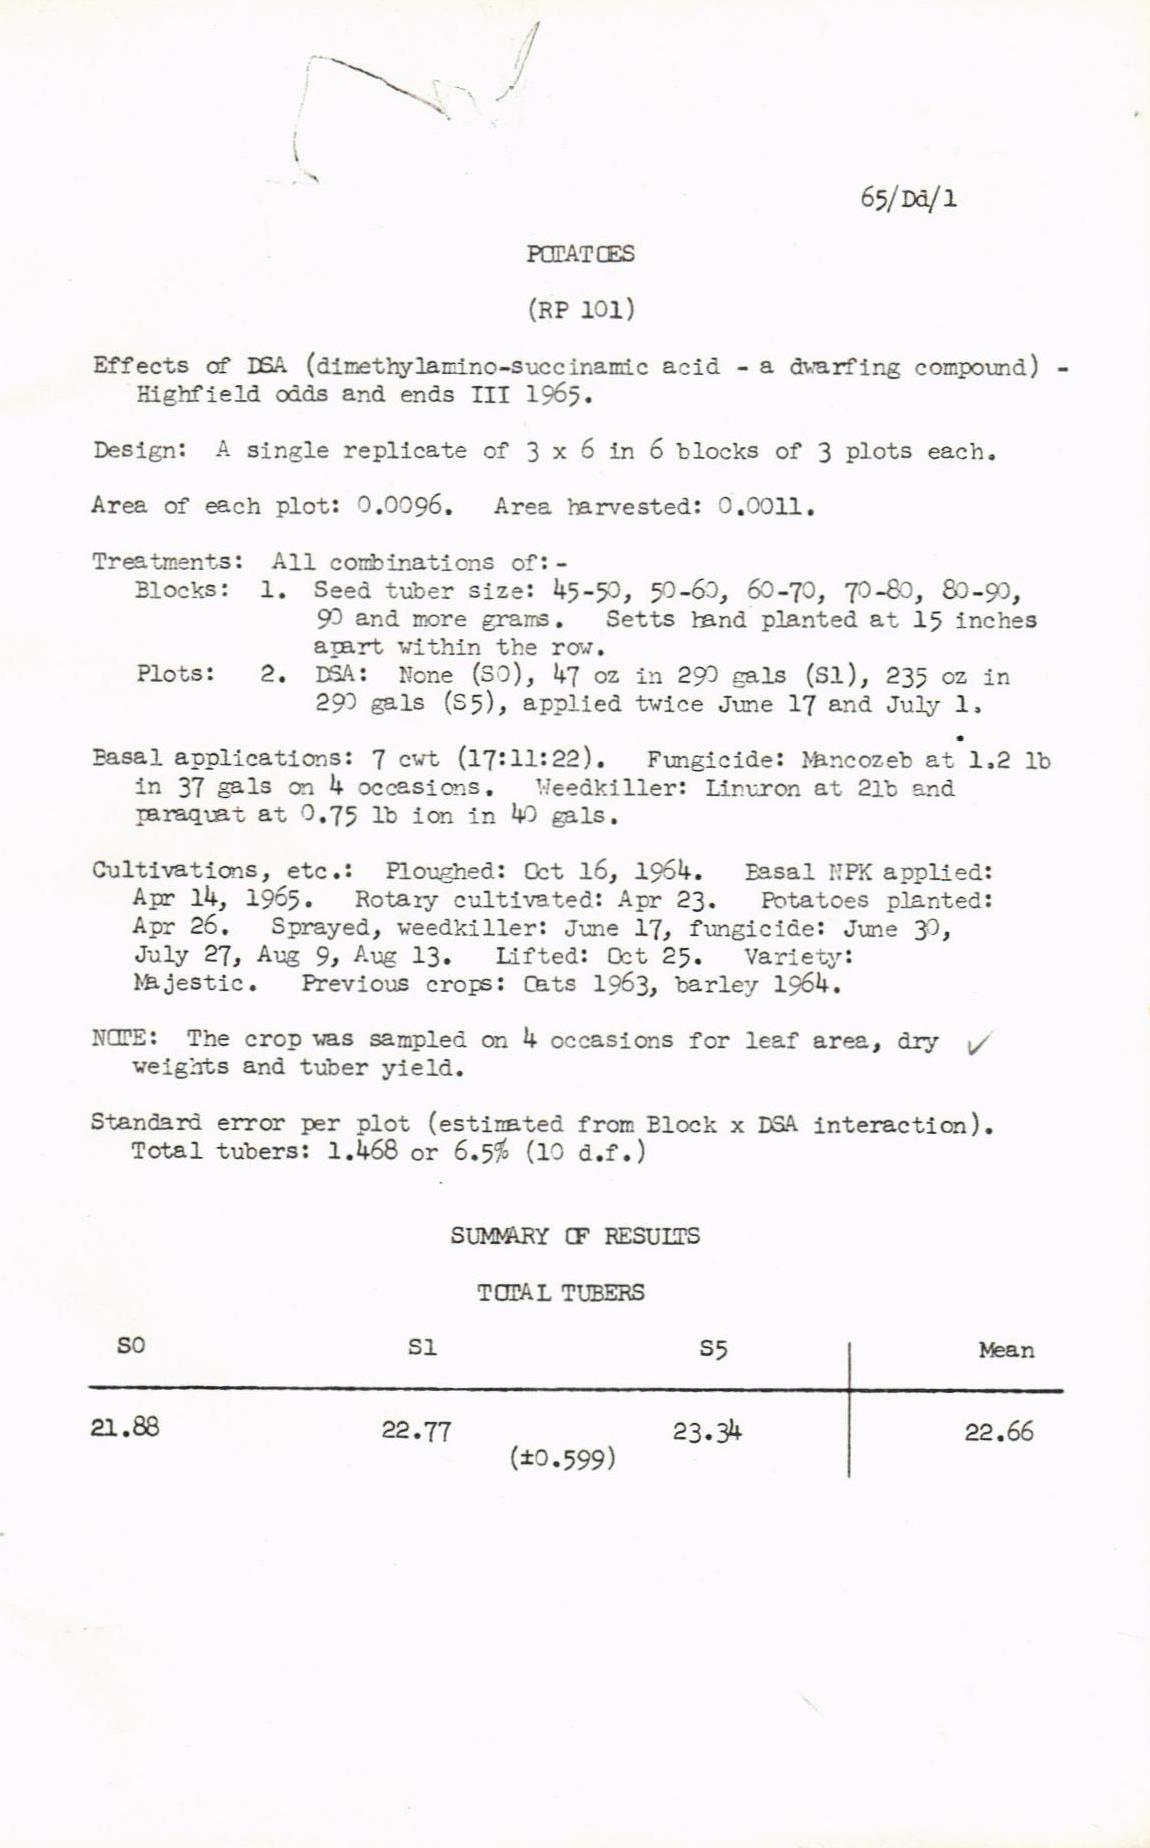 65/Dd/1
POTATOES
(RP 101)
Effects of DSA (dimethylamino-succinamic acid - a dwarfing compound) -
Highfield odds and ends III 1965.
Design: A single replicate of 3 x 6 in 6 blocks of 3 plots each.
Area of each plot: 0.0096. Area harvested: 0.0011.
Treatments: All combinations of:-
Blocks: 1. Seed tuber size: 45-50, 50-60, 60-70, 70-80, 80-90,
90 and more grams. Setts hand planted at 15 inches
apart within the row.
Plots: 2. DSA: None (S0), 47 oz in 290 gals (S1), 235 oz in
290 gals (S5), applied twice June 17 and July 1.
Basal applications: 7 cwt (17:11:22). Fungicide: Mancozeb at 1.2 lb
in 37 gals on 4 occasions. Weedkiller: Linuron at 2lb and
paraquat at 0.75 lb ion in 40 gals.
Cultivations, etc.: Ploughed: Oct 16, 1964. Basal NPK applied:
Apr 14, 1965. Rotary cultivated: Apr 23. Potatoes planted:
Apr 26. Sprayed, weedkiller: June 17, fungicide: June 30,
July 27, Aug 9, Aug 13. Lifted: Oct 25. Variety:
Majestic. Previous crops: Oats 1963, barley 1964.
NOTE: The crop was sampled on 4 occasions for leaf area, dry
weights and tuber yield.
Standard error per plot (estimated from Block x DSA interaction).
Total tubers: 1.468 or 6.5% (10 d.f.)
SUMMARY OF RESULTS
TOTAL TUBERS
S0 S1 S5 Mean
21.88 22.77 23.34 22.66
(±0.599)